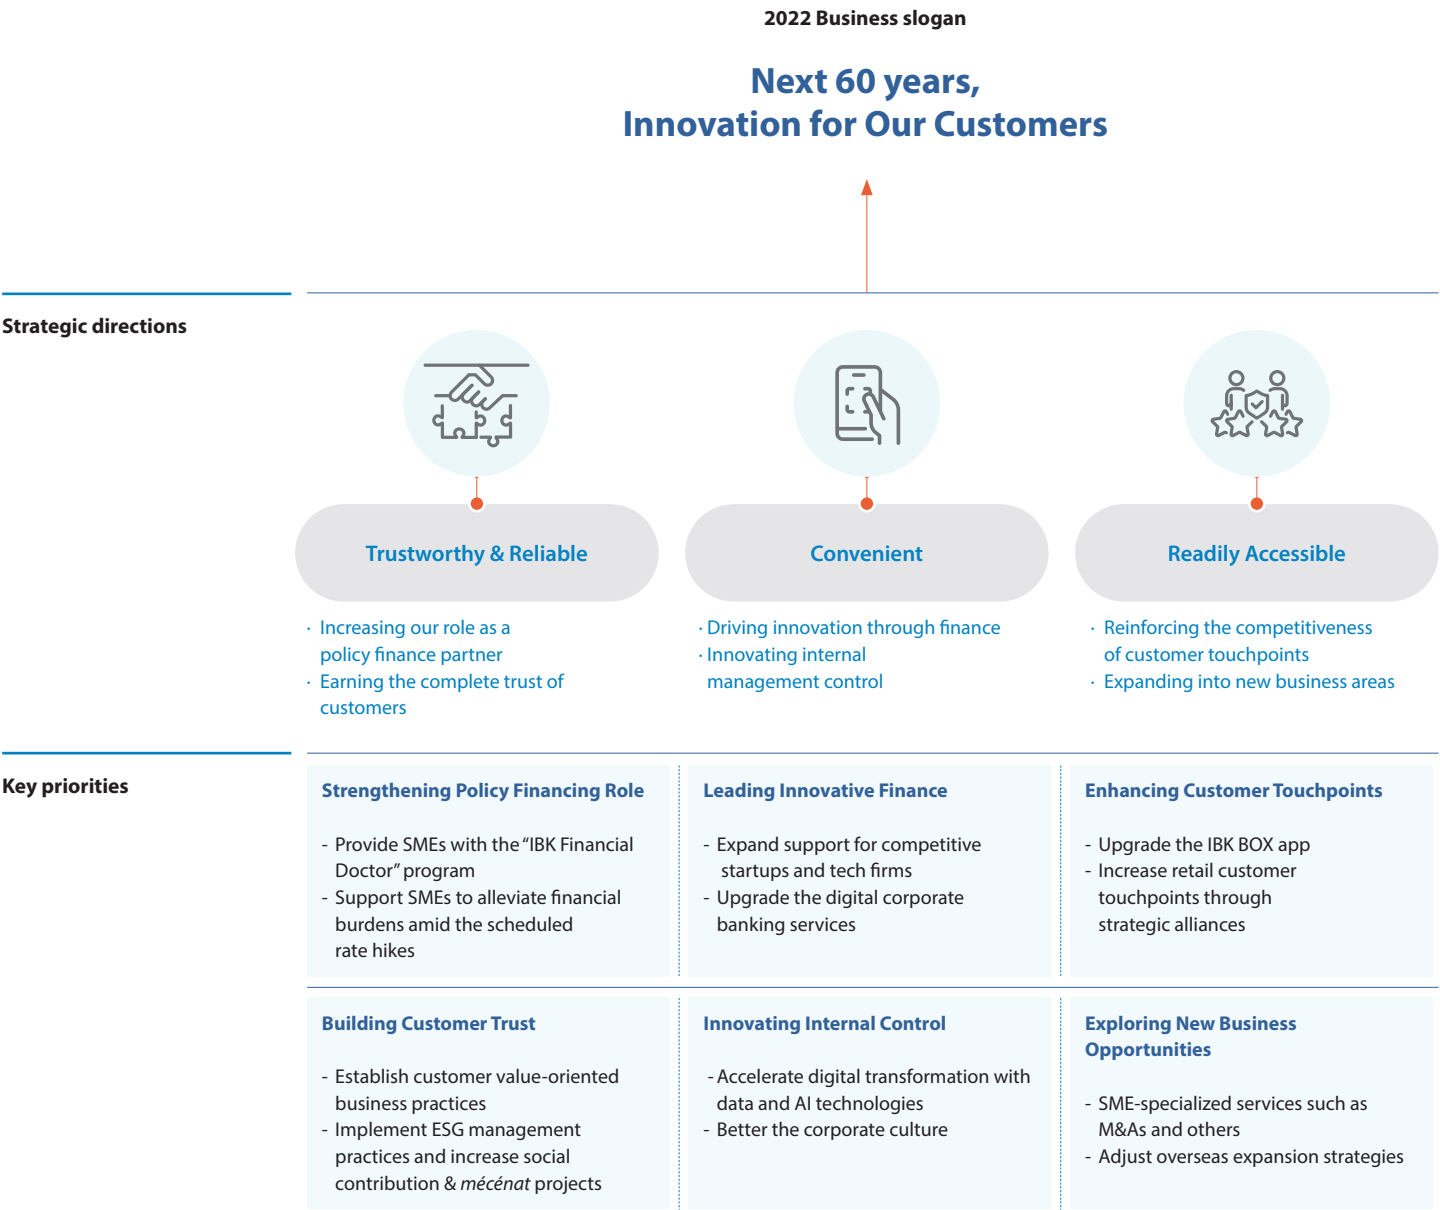 2022 Business slogan
Next 60 years,
Innovation for Our Customers
Strategic directions
Trustworthy & Reliable
· Increasing our role as a
policy finance partner
· Earning the complete trust of
customers
Convenient
· Driving innovation through finance
· Innovating internal
management control
Readily Accessible
· Reinforcing the competitiveness
of customer touchpoints
· Expanding into new business areas
Key priorities
Strengthening Policy Financing Role
- Provide SMEs with the “IBK Financial
Doctor” program
- Support SMEs to alleviate financial
burdens amid the scheduled
rate hikes
Leading Innovative Finance
- Expand support for competitive
startups and tech firms
- Upgrade the digital corporate
banking services
Enhancing Customer Touchpoints
- Upgrade the IBK BOX app
- Increase retail customer
touchpoints through
strategic alliances
Building Customer Trust
- Establish customer value-oriented
business practices
- Implement ESG management
practices and increase social
contribution & mécénat projects
Innovating Internal Control
- Accelerate digital transformation with
data and AI technologies
- Better the corporate culture
Exploring New Business
Opportunities
- SME-specialized services such as
M&As and others
- Adjust overseas expansion strategies